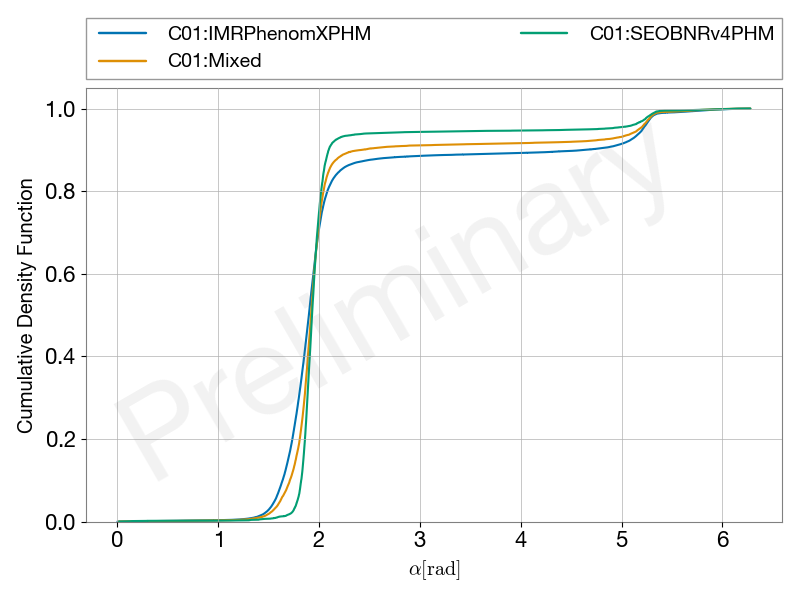 C01:IMRPhenomXPHM
C01:SEOBNRv4PHM
C01:Mixed
Cumulative Density Function
1.0
0.8
0.6
0.4
0.2
0.0
Preliminary
0 1 2 3 4 5 6
α[rad]